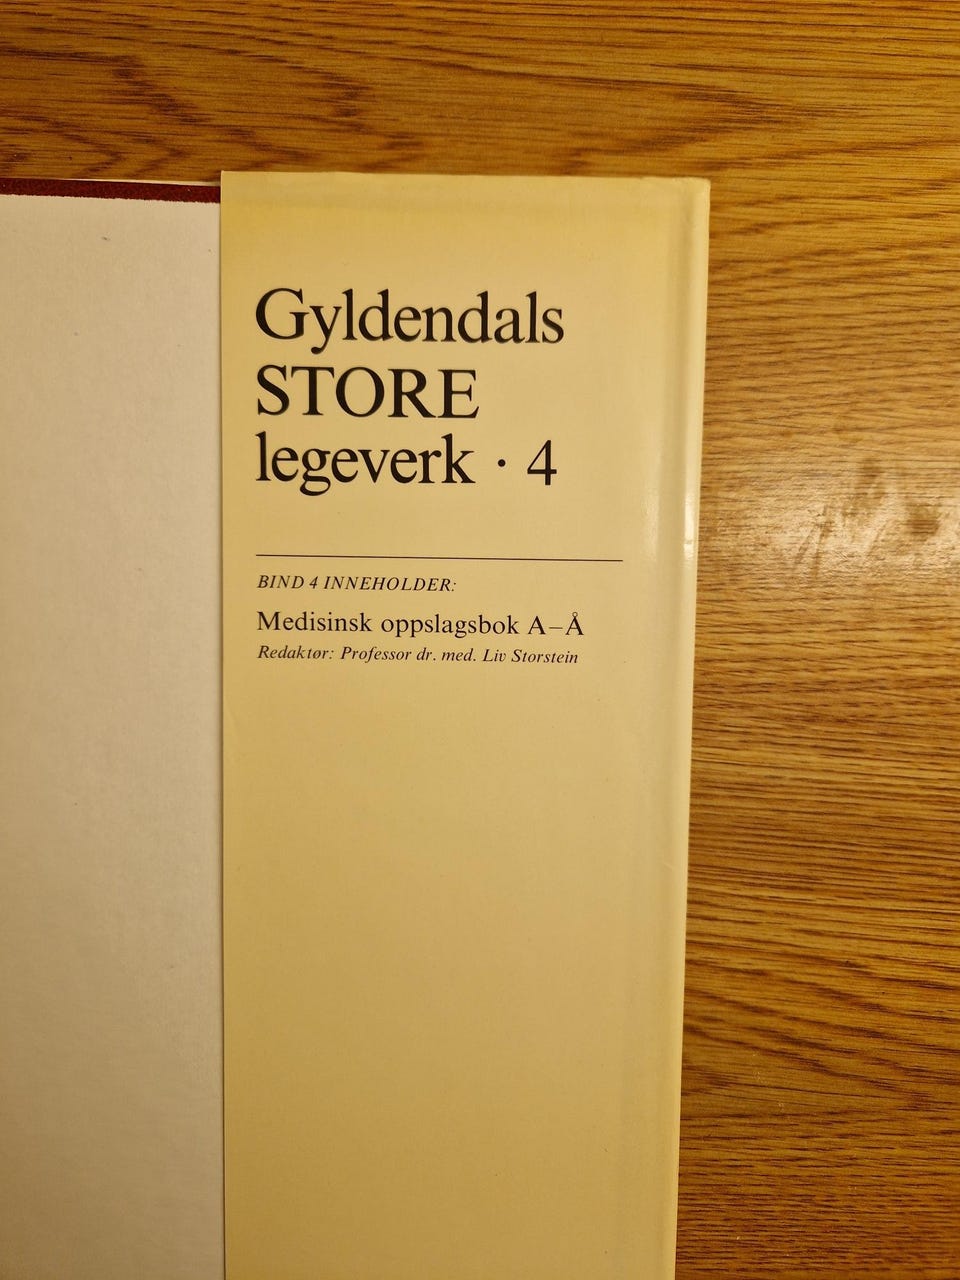 Gyldendals
STORE
legeverk · 4
BIND 4 INNEHOLDER:
Medisinsk oppslagsbok A–Å
Redaktør: Professor dr. med. Liv Storstein